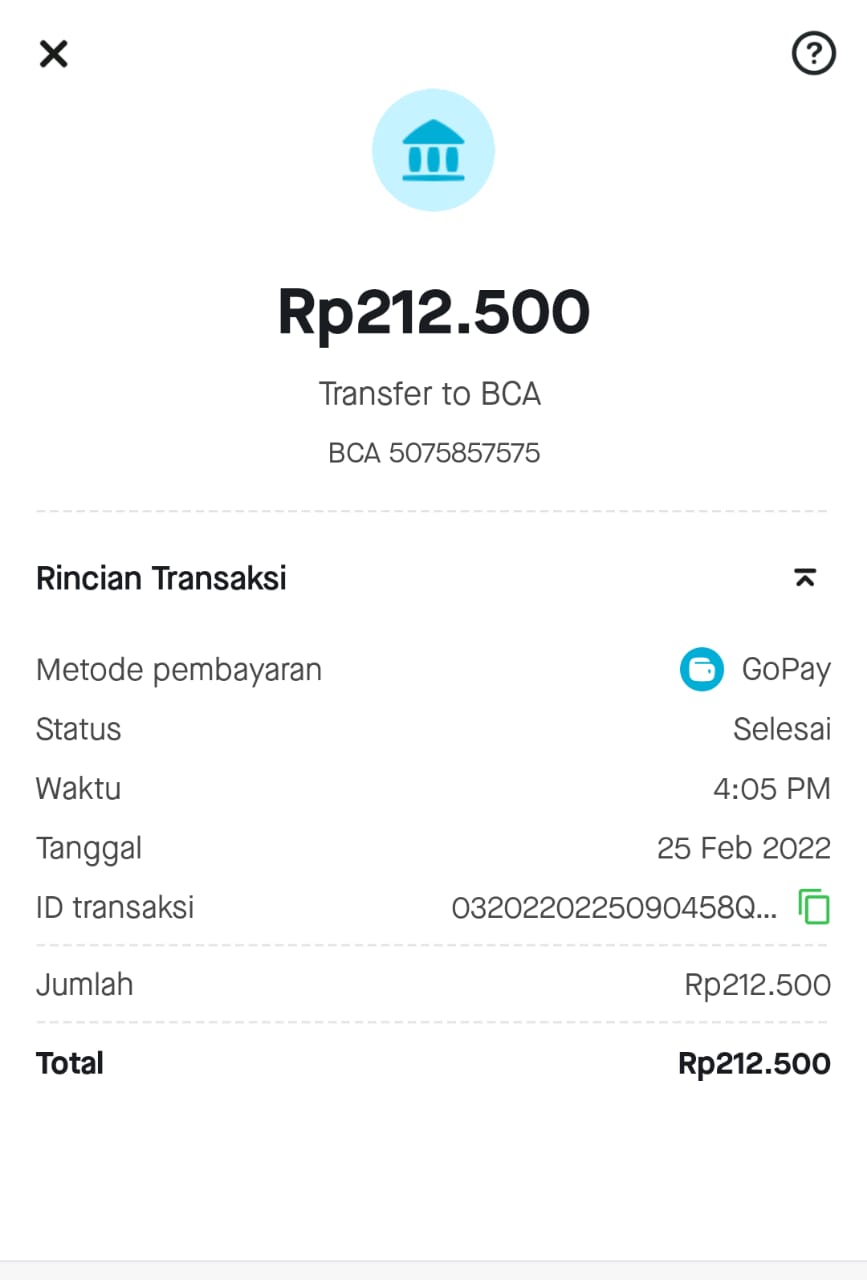 Rp212.500
Transfer to BCA
BCA 5075857575
Rincian Transaksi
Metode pembayaran GoPay
Status Selesai
Waktu 4:05 PM
Tanggal 25 Feb 2022
ID transaksi 0320220225090458Q...
Jumlah Rp212.500
Total Rp212.500